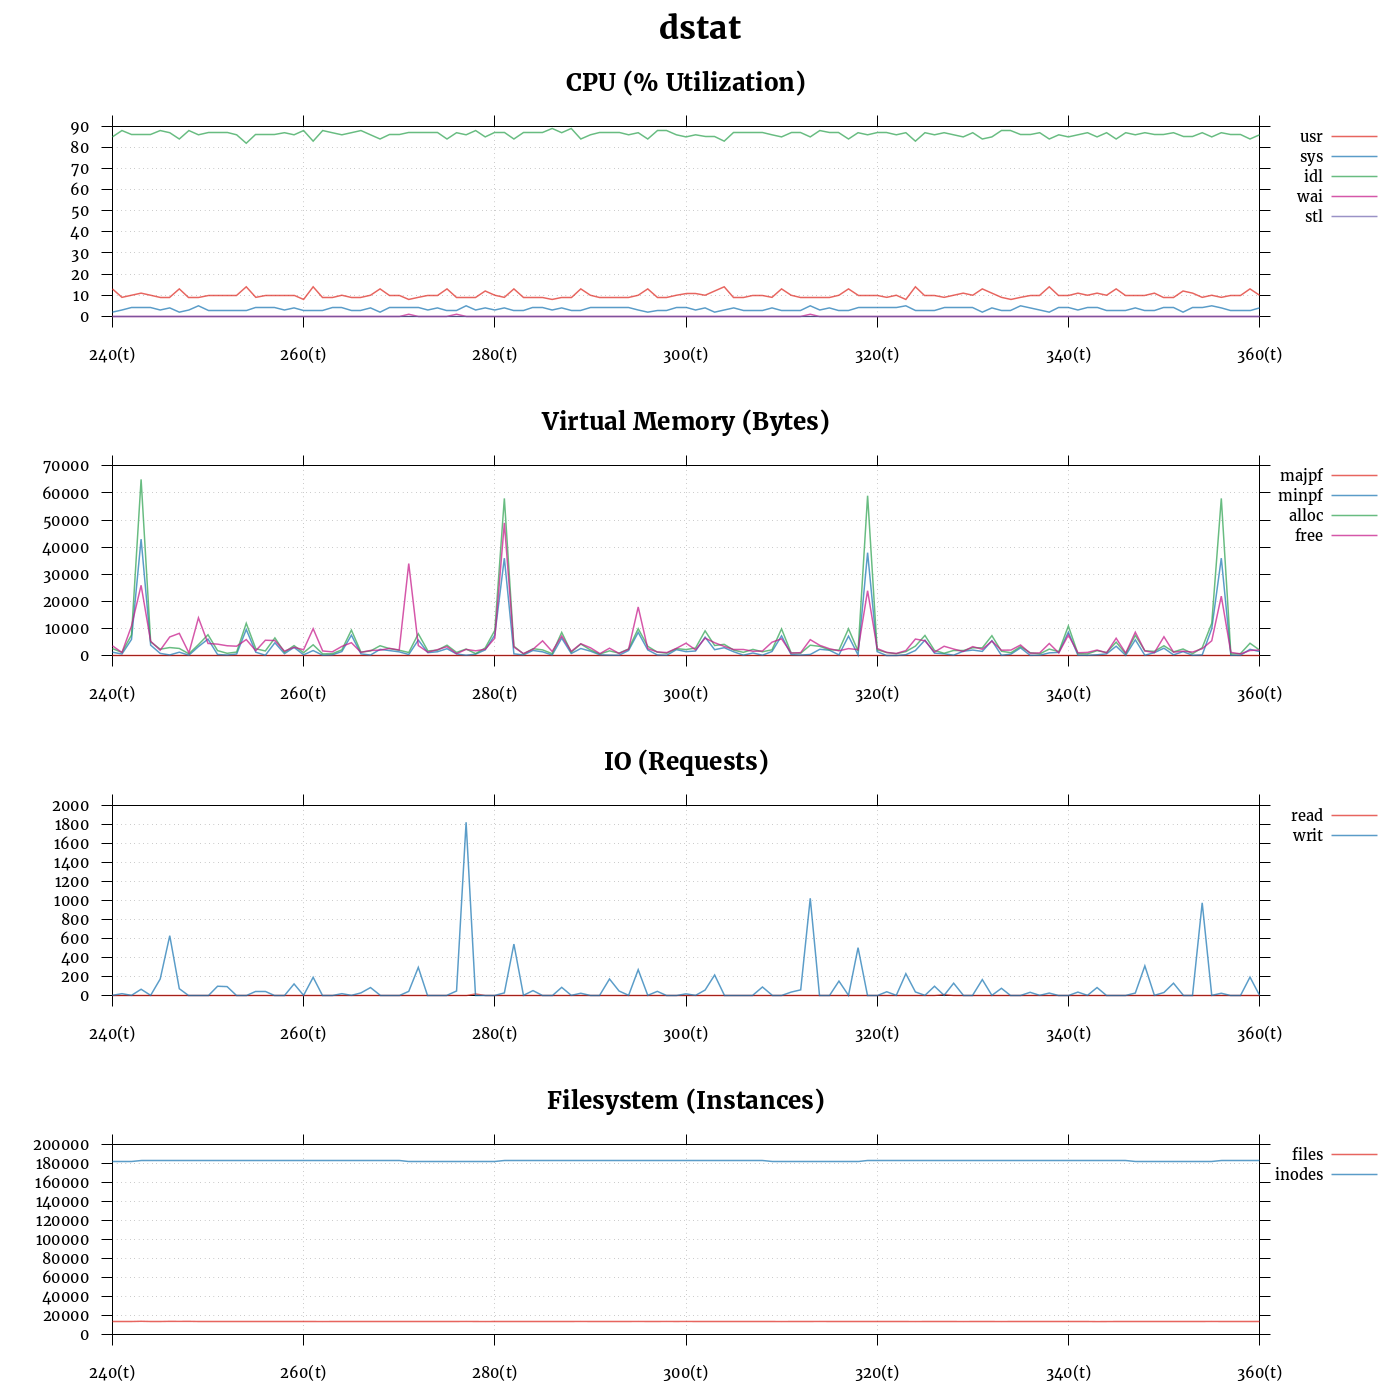 dstat
CPU (% Utilization)
90
80
70
60
50
40
30
20
10
0
240(t) 260(t) 280(t) 300(t) 320(t) 340(t) 360(t)
usr
sys
idl
wai
stl
Virtual Memory (Bytes)
70000
60000
50000
40000
30000
20000
10000
0
240(t) 260(t) 280(t) 300(t) 320(t) 340(t) 360(t)
majpf
minpf
alloc
free
IO (Requests)
2000
1800
1600
1400
1200
1000
800
600
400
200
0
240(t) 260(t) 280(t) 300(t) 320(t) 340(t) 360(t)
read
writ
Filesystem (Instances)
200000
180000
160000
140000
120000
100000
80000
60000
40000
20000
0
240(t) 260(t) 280(t) 300(t) 320(t) 340(t) 360(t)
files
inodes